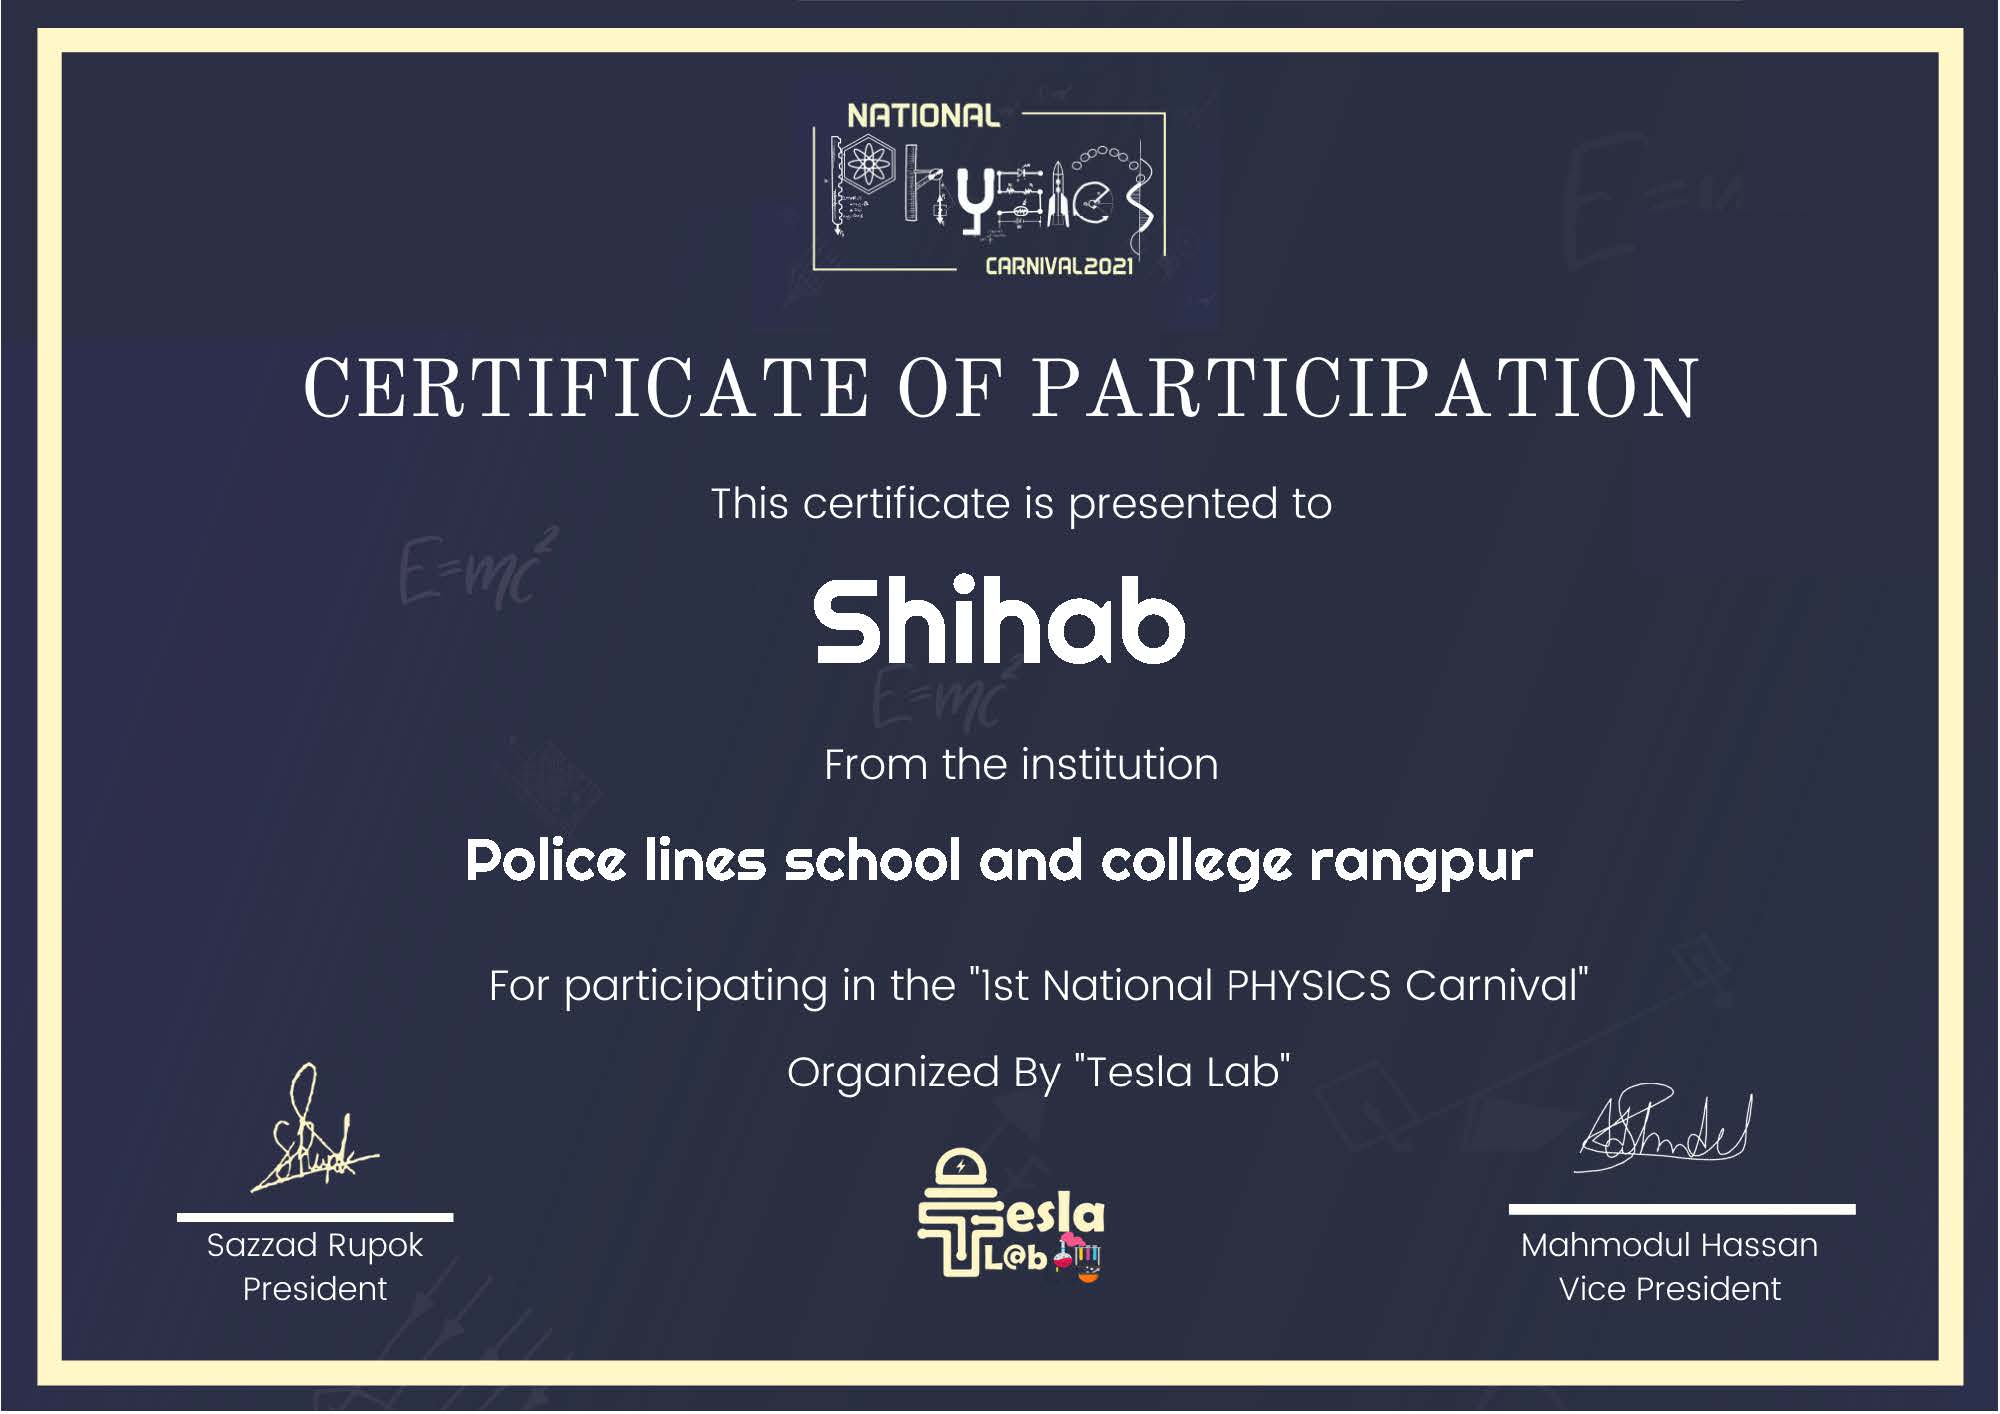 NATIONAL
Physics
CARNIVAL2021
CERTIFICATE OF PARTICIPATION
This certificate is presented to
Shihab
E=mc²
E=mc²
From the institution
Police lines school and college rangpur
For participating in the "1st National PHYSICS Carnival"
Organized By "Tesla Lab"
Tesla
L@b
Sazzad Rupok
President
Mahmodul Hassan
Vice President